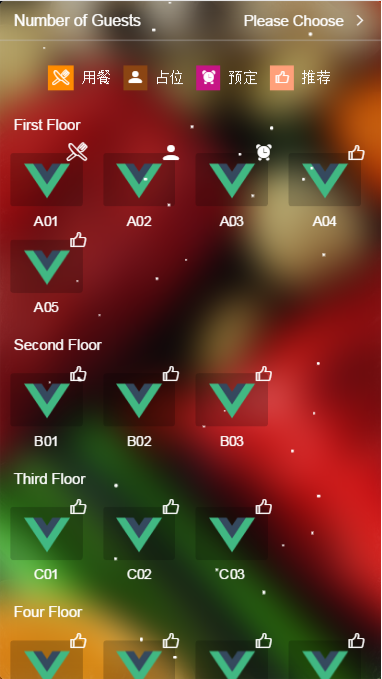 Number of Guests Please Choose
用餐 占位 预定 推荐
First Floor
A01 A02 A03 A04
A05
Second Floor
B01 B02 B03
Third Floor
C01 C02 C03
Four Floor